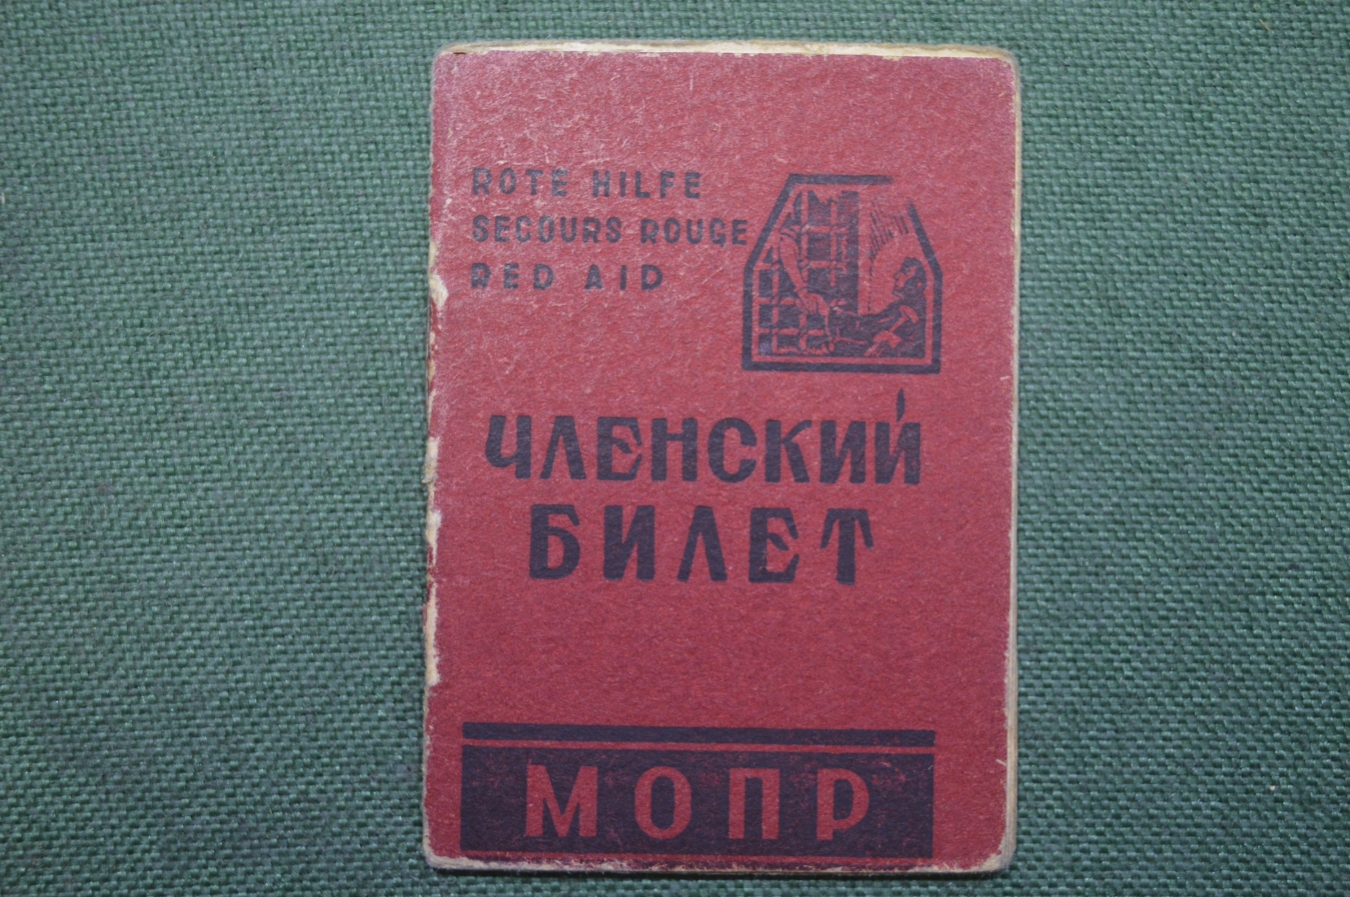 ROTE HILFE
SECOURS ROUGE
RED AID
ЧЛЕНСКИЙ
БИЛЕТ
МОПР